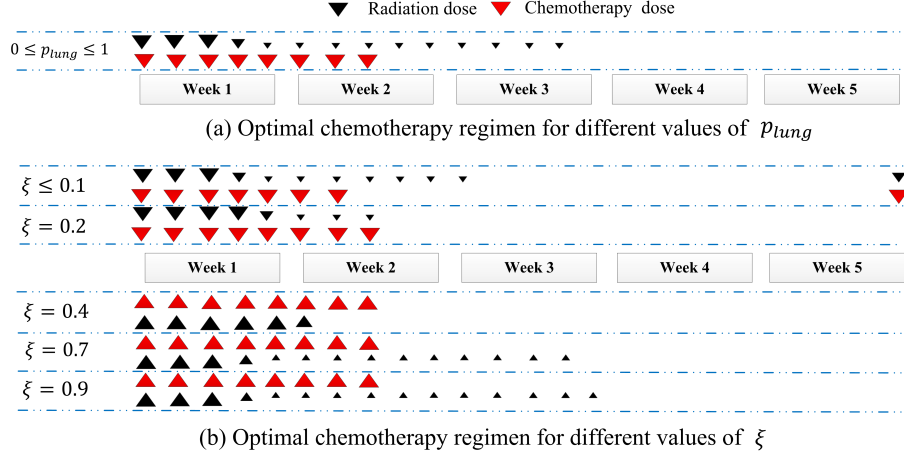 Radiation dose Chemotherapy dose
0 ≤ p_lung ≤ 1
Week 1 Week 2 Week 3 Week 4 Week 5
(a) Optimal chemotherapy regimen for different values of p_lung
ξ ≤ 0.1
ξ = 0.2
Week 1 Week 2 Week 3 Week 4 Week 5
ξ = 0.4
ξ = 0.7
ξ = 0.9
(b) Optimal chemotherapy regimen for different values of ξ